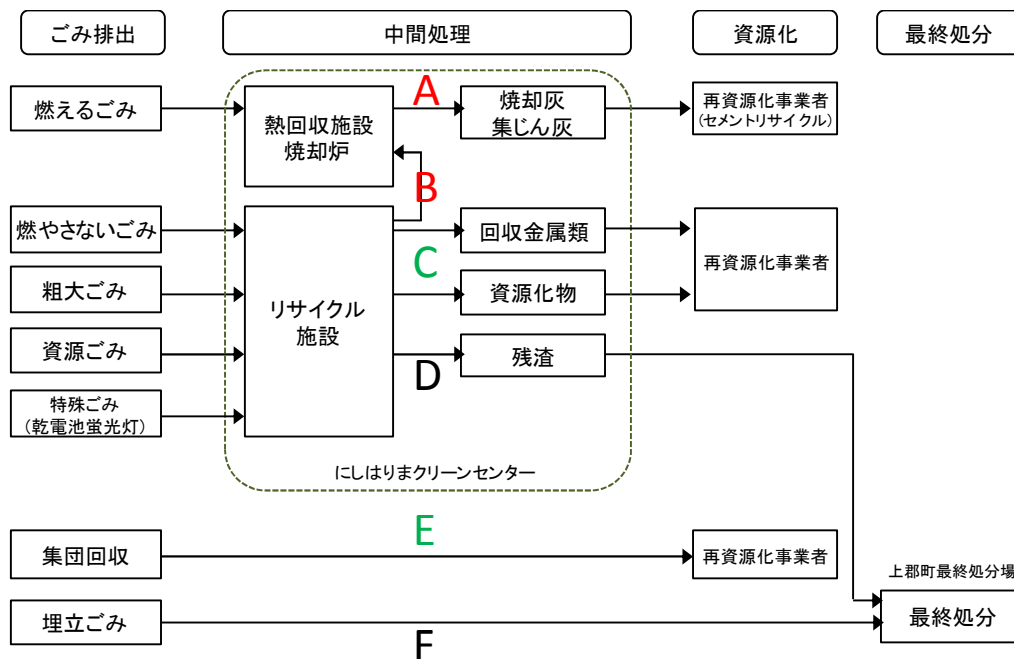 ごみ排出
中間処理
資源化
最終処分
燃えるごみ
熱回収施設
焼却炉
A
焼却灰
集じん灰
再資源化事業者
(セメントリサイクル)
B
燃やさないごみ
粗大ごみ
資源ごみ
特殊ごみ
(乾電池蛍光灯)
リサイクル
施設
C
回収金属類
資源化物
D
残渣
再資源化事業者
にしはりまクリーンセンター
集団回収
E
再資源化事業者
上郡町最終処分場
埋立ごみ
F
最終処分